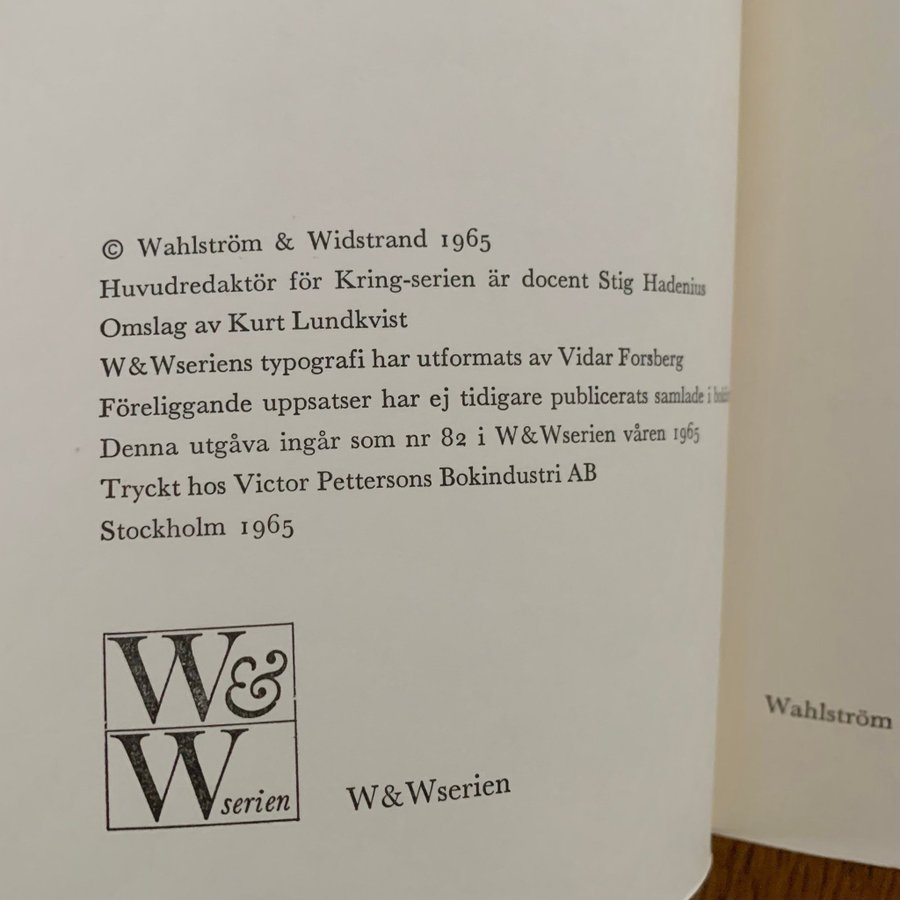 © Wahlström & Widstrand 1965
Huvudredaktör för Kring-serien är docent Stig Hadenius
Omslag av Kurt Lundkvist
W&Wseriens typografi har utformats av Vidar Forsberg
Föreliggande uppsatser har ej tidigare publicerats samlade i
Denna utgåva ingår som nr 82 i W&Wserien våren 1965
Tryckt hos Victor Pettersons Bokindustri AB
Stockholm 1965
W&
W serien
W&Wserien
Wahlström